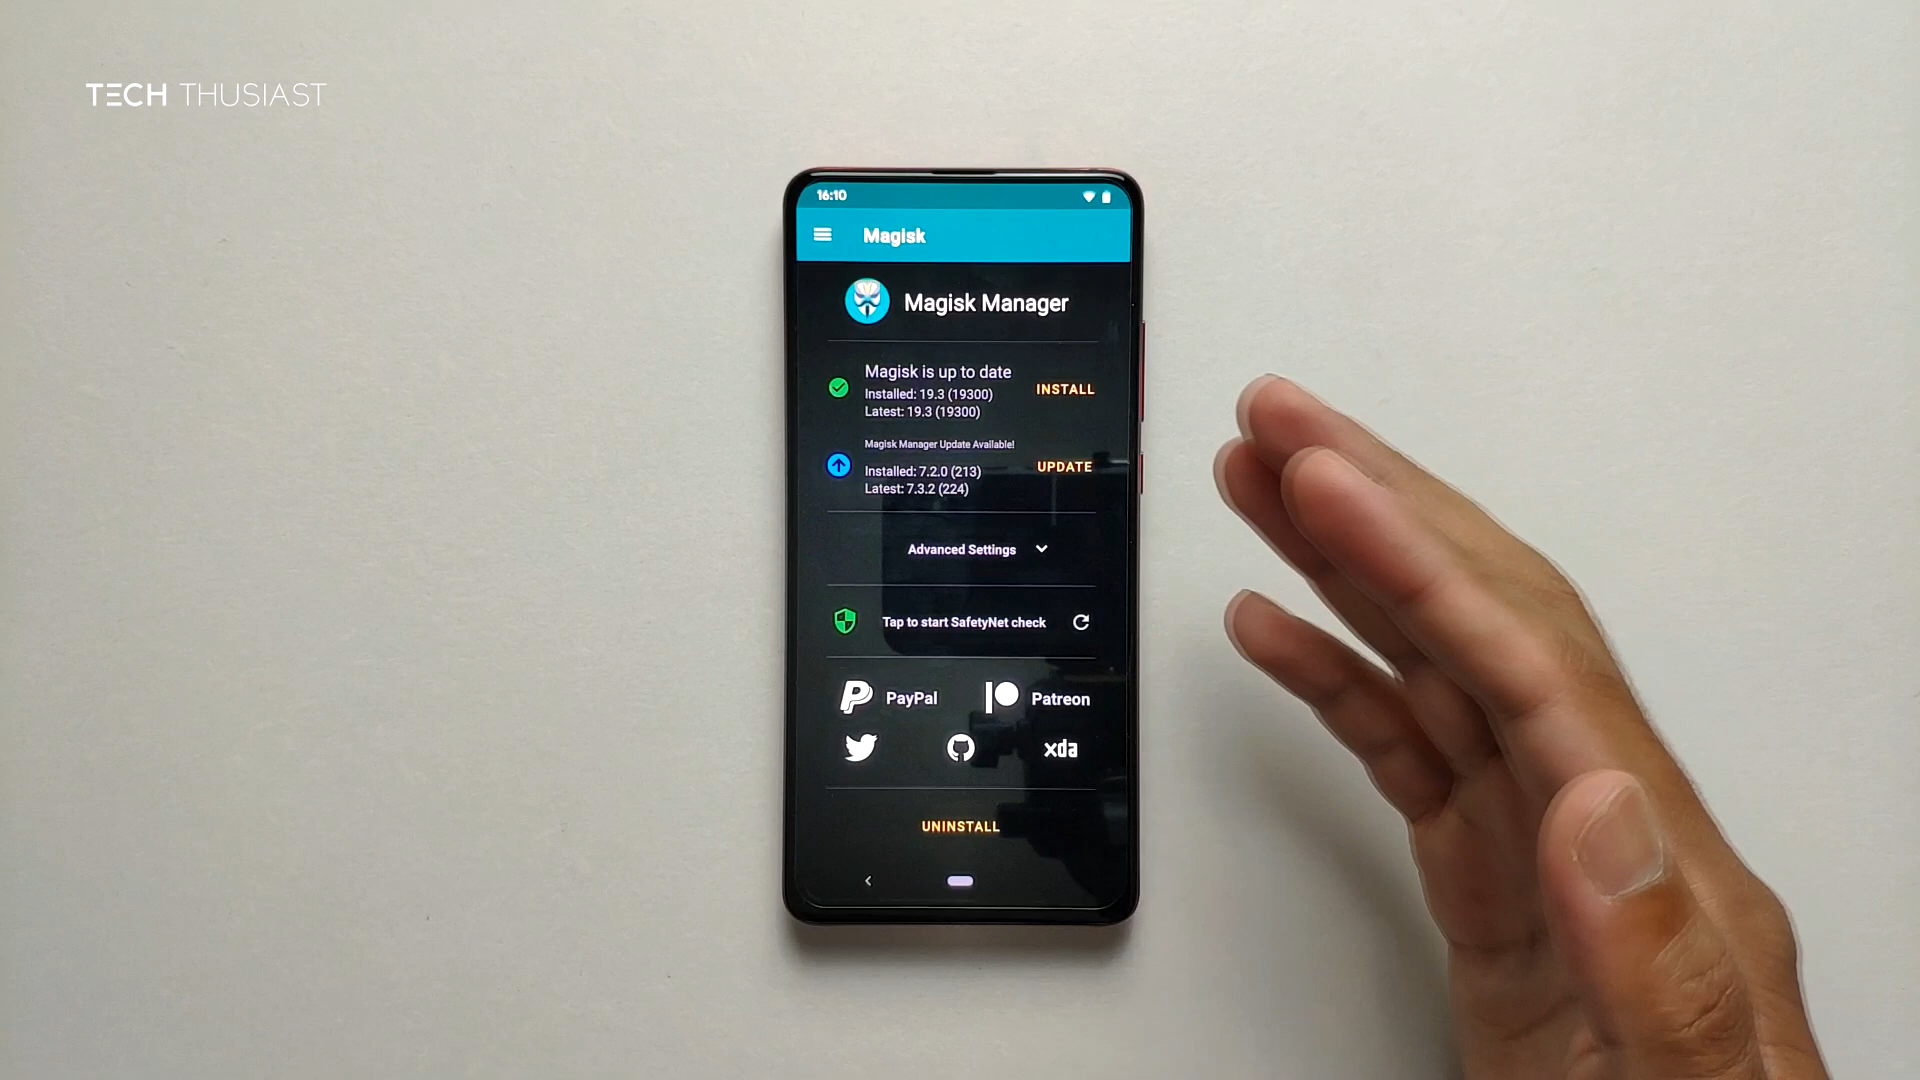 TECH THUSIAST
16:10
Magisk
Magisk Manager
Magisk is up to date
Installed: 19.3 (19300)
Latest: 19.3 (19300)
INSTALL
Magisk Manager Update Available!
Installed: 7.2.0 (213)
Latest: 7.3.2 (224)
UPDATE
Advanced Settings
Tap to start SafetyNet check
PayPal
Patreon
xda
UNINSTALL